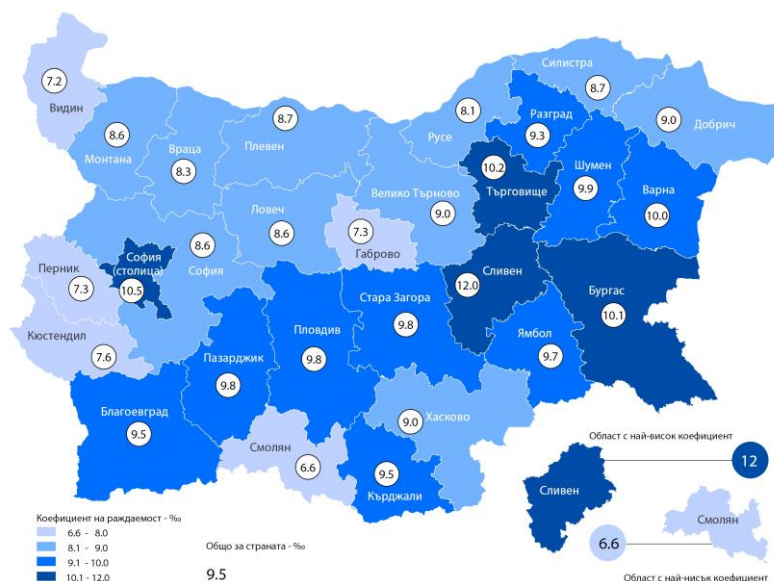 7.2
Видин
8.6
Монтана
Враца
8.3
8.7
Плевен
8.1
Русе
Силистра
8.7
Разград
9.3
9.0
Добрич
10.2
Търговище
Шумен
9.9
Варна
10.0
Велико Търново
9.0
Ловеч
8.6
7.3
Габрово
8.6
София
София
(столица)
10.5
Перник
7.3
Кюстендил
7.6
12.0
Сливен
Бургас
10.1
Стара Загора
9.8
Пловдив
9.8
Пазарджик
9.8
Ямбол
9.7
Благоевград
9.5
Хасково
9.0
Смолян
6.6
9.5
Кърджали
Област с най-висок коефициент
12
Сливен
6.6
Смолян
Област с най-нисък коефициент
Коефициент на раждаемост - ‰
6.6 - 8.0
8.1 - 9.0
9.1 - 10.0
10.1 - 12.0
Общо за страната - ‰
9.5